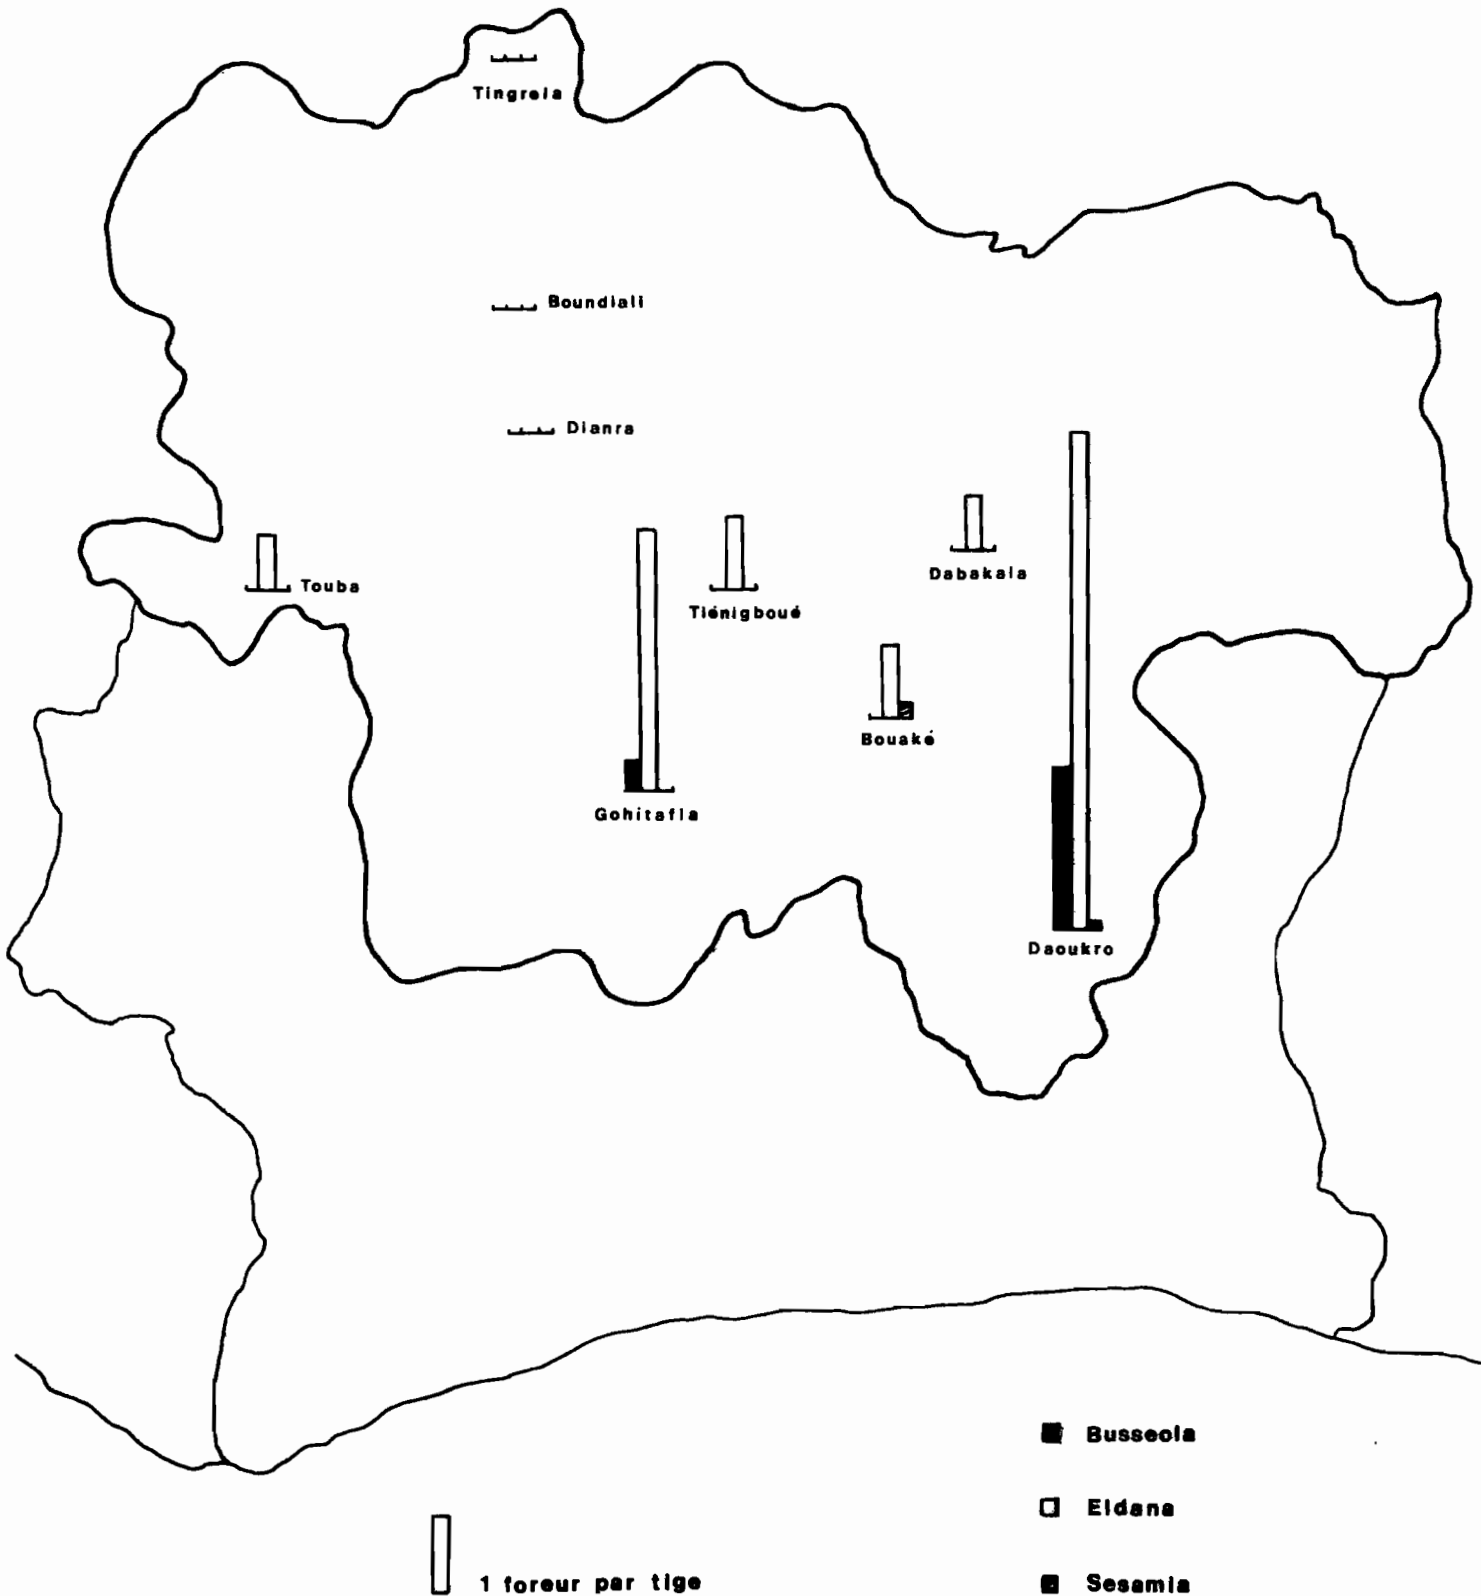 Tingrela
Boundiali
Dianra
Touba
Tiénigboué
Dabakala
Bouaké
Gohitafla
Daoukro
Busseola
Eldana
1 foreur par tige
Sesamia